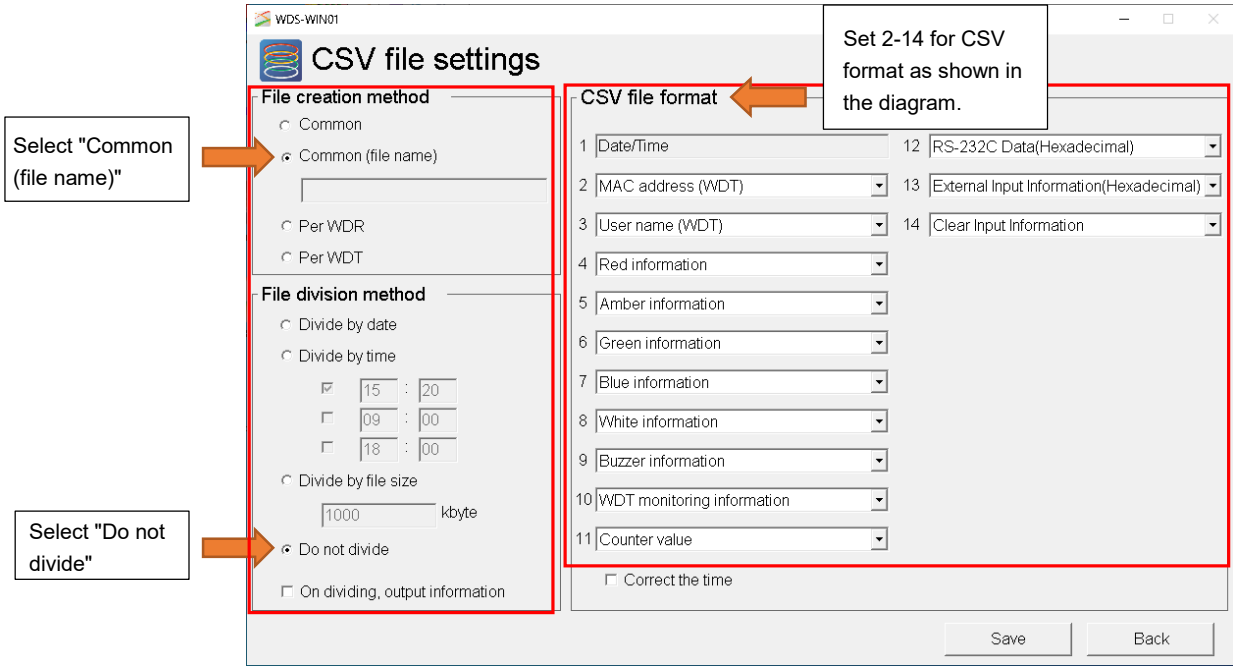 WDS-WIN01
CSV file settings
Set 2-14 for CSV
format as shown in
the diagram.
Select "Common
(file name)"
File creation method
Common
Common (file name)
Per WDR
Per WDT
File division method
Divide by date
Divide by time
15 : 20
09 : 00
18 : 00
Divide by file size
1000 kbyte
Select "Do not
divide"
Do not divide
On dividing, output information
CSV file format
1 Date/Time
2 MAC address (WDT)
3 User name (WDT)
4 Red information
5 Amber information
6 Green information
7 Blue information
8 White information
9 Buzzer information
10 WDT monitoring information
11 Counter value
12 RS-232C Data(Hexadecimal)
13 External Input Information(Hexadecimal)
14 Clear Input Information
Correct the time
Save
Back